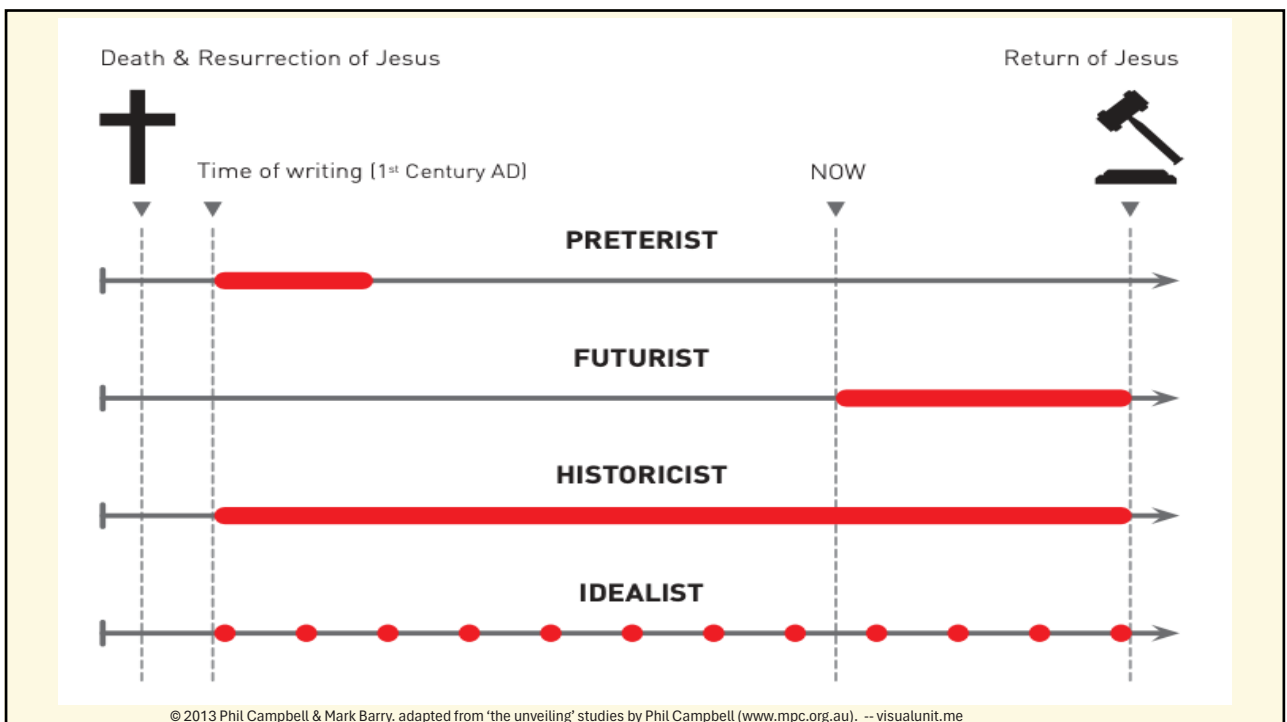 Death & Resurrection of Jesus
Return of Jesus
Time of writing (1st Century AD)
NOW
PRETERIST
FUTURIST
HISTORICIST
IDEALIST
© 2013 Phil Campbell & Mark Barry. adapted from ‘the unveiling’ studies by Phil Campbell (www.mpc.org.au). -- visualunit.me